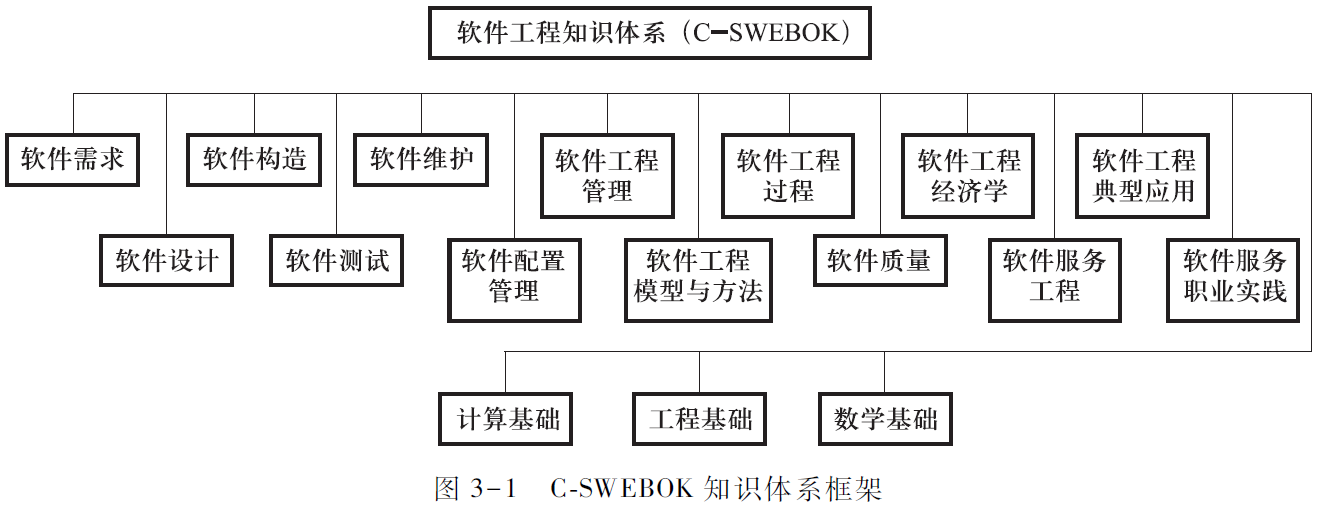 软件工程知识体系（C-SWEBOK）
软件需求
软件构造
软件维护
软件工程
管理
软件工程
过程
软件工程
经济学
软件工程
典型应用
软件设计
软件测试
软件配置
管理
软件工程
模型与方法
软件质量
软件服务
工程
软件服务
职业实践
计算基础
工程基础
数学基础
图 3-1 C-SWEBOK 知识体系框架